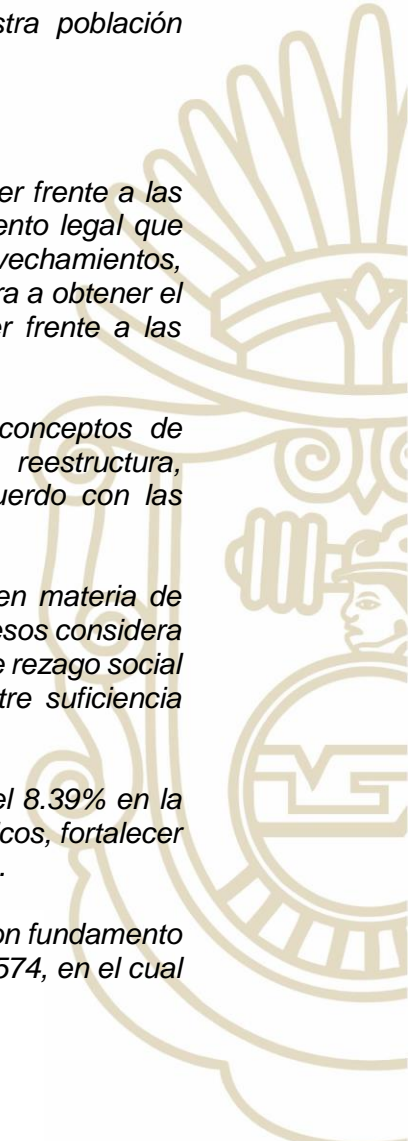 stra población
er frente a las
ento legal que
vechamientos,
ra a obtener el
er frente a las
conceptos de
reestructura,
uerdo con las
en materia de
esos considera
e rezago social
tre suficiencia
el 8.39% en la
cos, fortalecer
.
on fundamento
574, en el cual